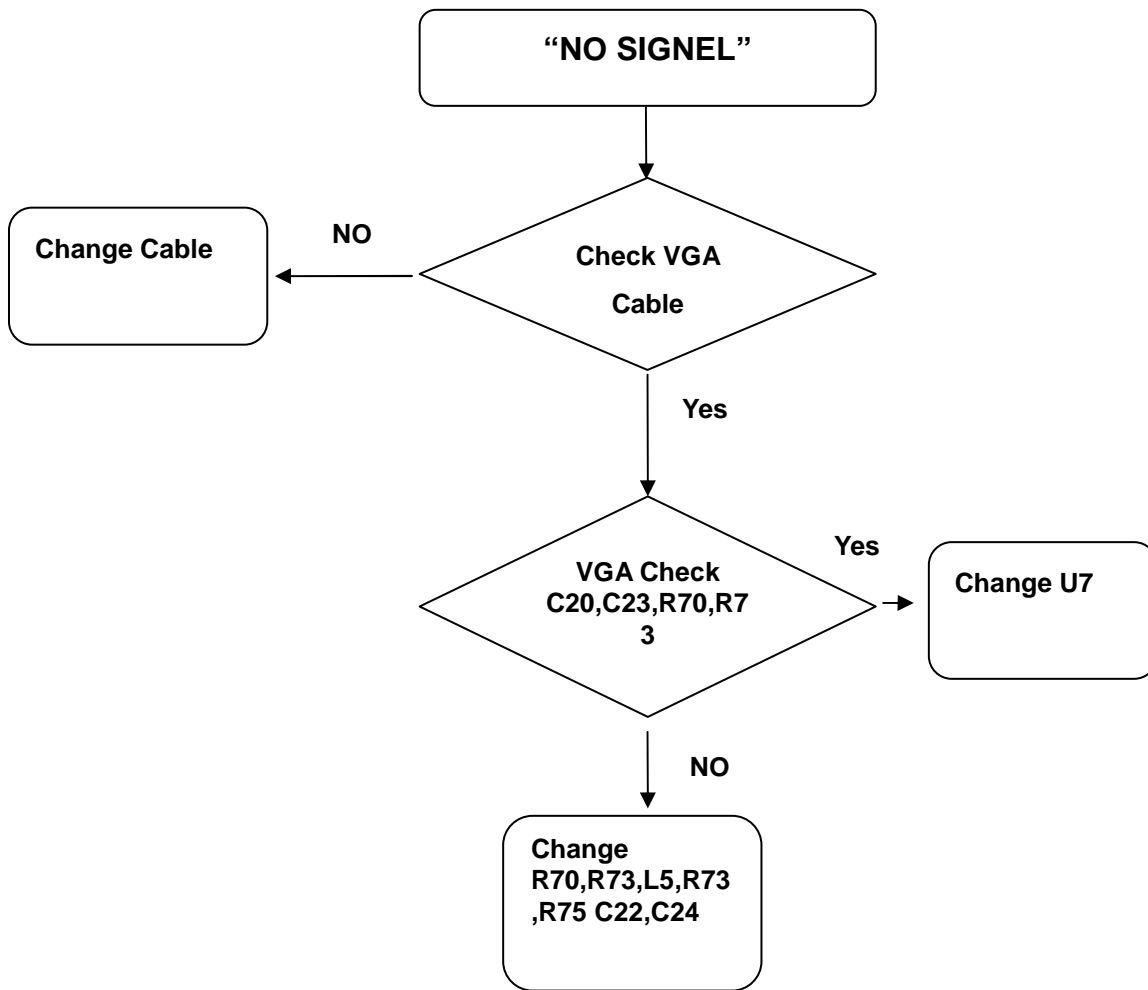 “NO SIGNEL”
NO
Change Cable
Check VGA
Cable
Yes
VGA Check
C20,C23,R70,R7
3
Yes
Change U7
NO
Change
R70,R73,L5,R73
,R75 C22,C24